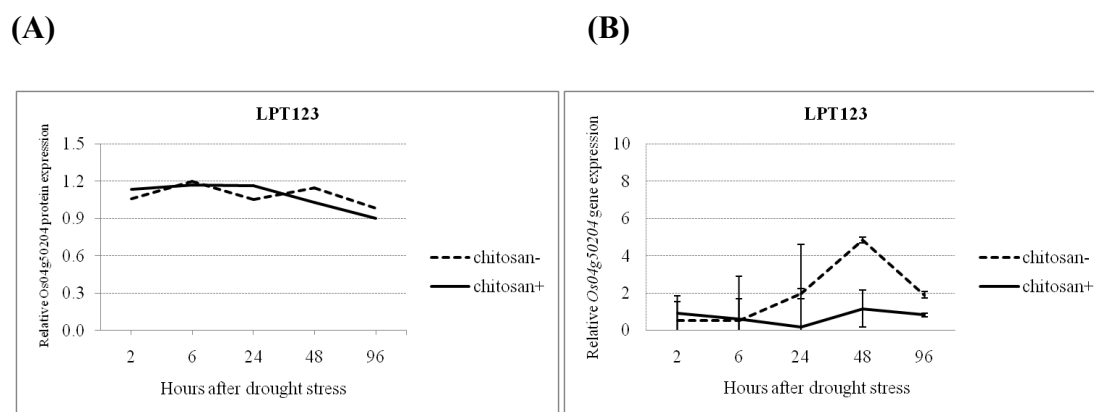 (A)
(B)
LPT123
Relative Os04g50204 protein expression
1.5
1.2
0.9
0.6
0.3
0.0
2 6 24 48 96
Hours after drought stress
chitosan-
chitosan+
LPT123
Relative Os04g50204 gene expression
10
8
6
4
2
0
2 6 24 48 96
Hours after drought stress
chitosan-
chitosan+